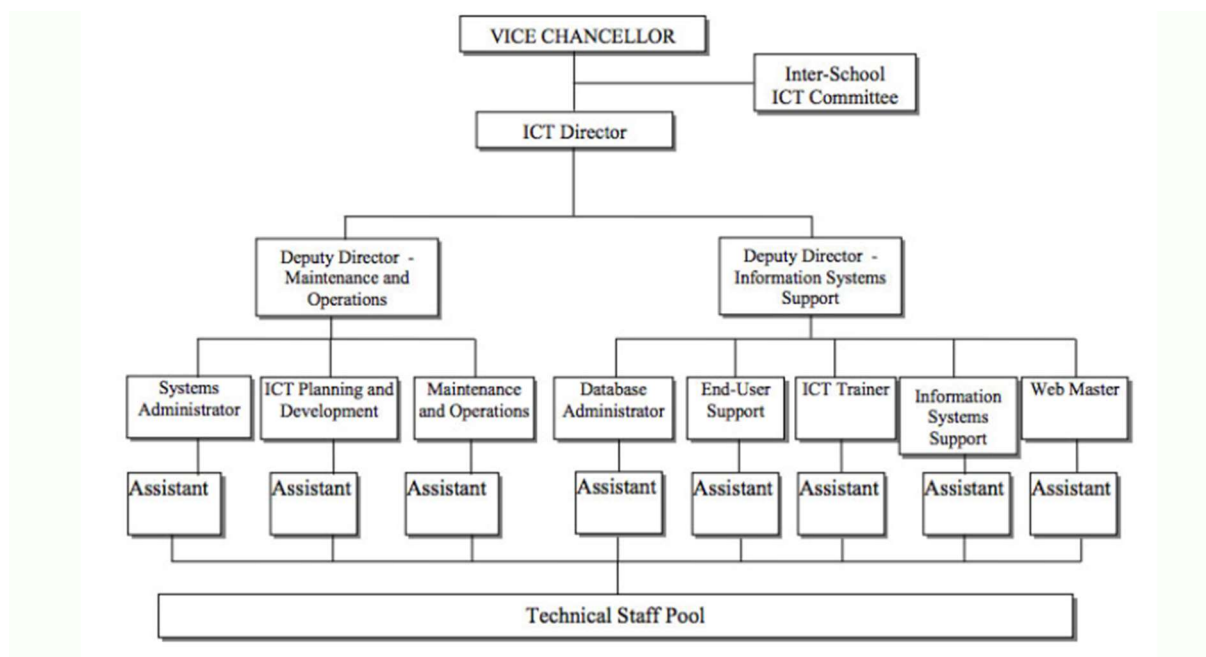 VICE CHANCELLOR
Inter-School
ICT Committee
ICT Director
Deputy Director -
Maintenance and
Operations
Deputy Director -
Information Systems
Support
Systems
Administrator
ICT Planning and
Development
Maintenance
and Operations
Database
Administrator
End-User
Support
ICT Trainer
Information
Systems
Support
Web Master
Assistant
Assistant
Assistant
Assistant
Assistant
Assistant
Assistant
Assistant
Technical Staff Pool